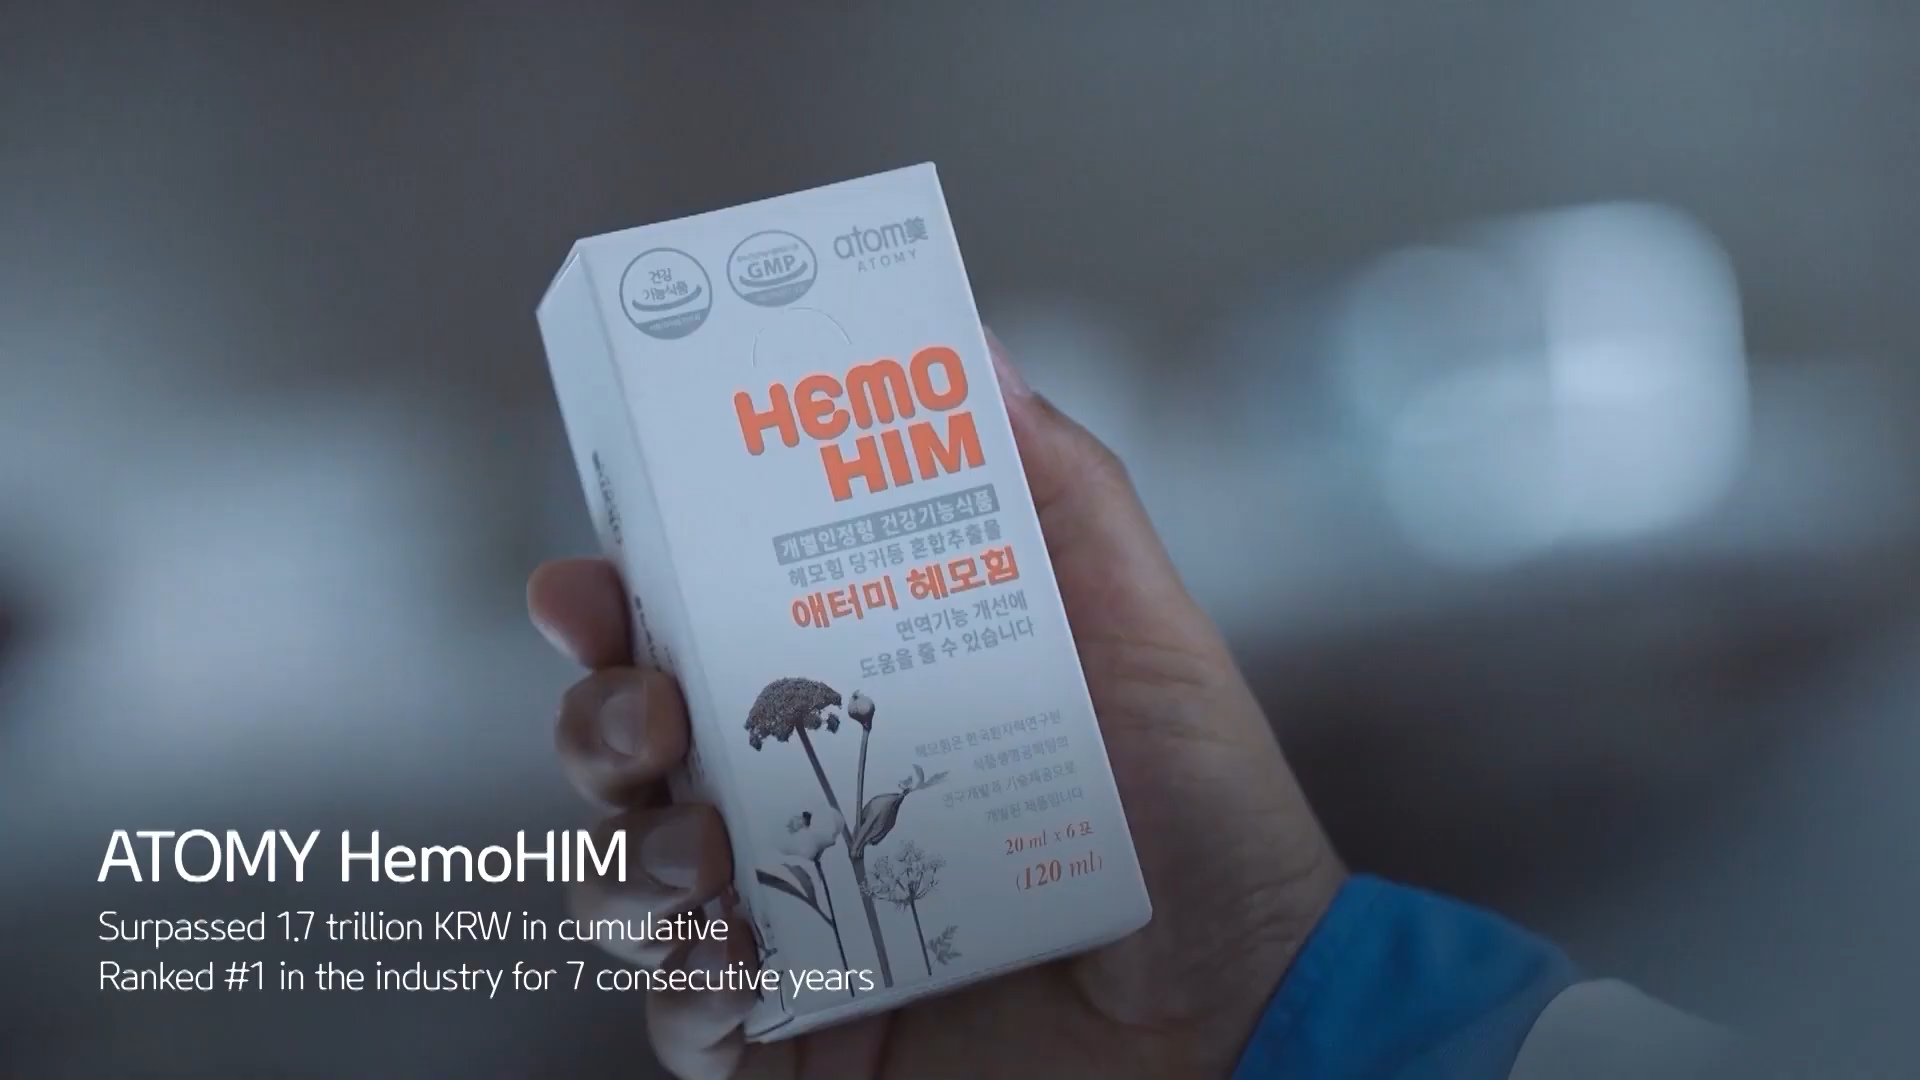 건강
기능식품
GMP
atom美
ATOMY
HEMO
HIM
개별인정형 건강기능식품
헤모힘 당귀등 혼합추출물
애터미 헤모힘
면역기능 개선에
도움을 줄 수 있습니다
헤모힘은 한국원자력연구원
식품생명공학팀의
연구개발과 기술제공으로
개발된 제품입니다
20 ml x 6 포
(120 ml)
ATOMY HemoHIM
Surpassed 1.7 trillion KRW in cumulative
Ranked #1 in the industry for 7 consecutive years